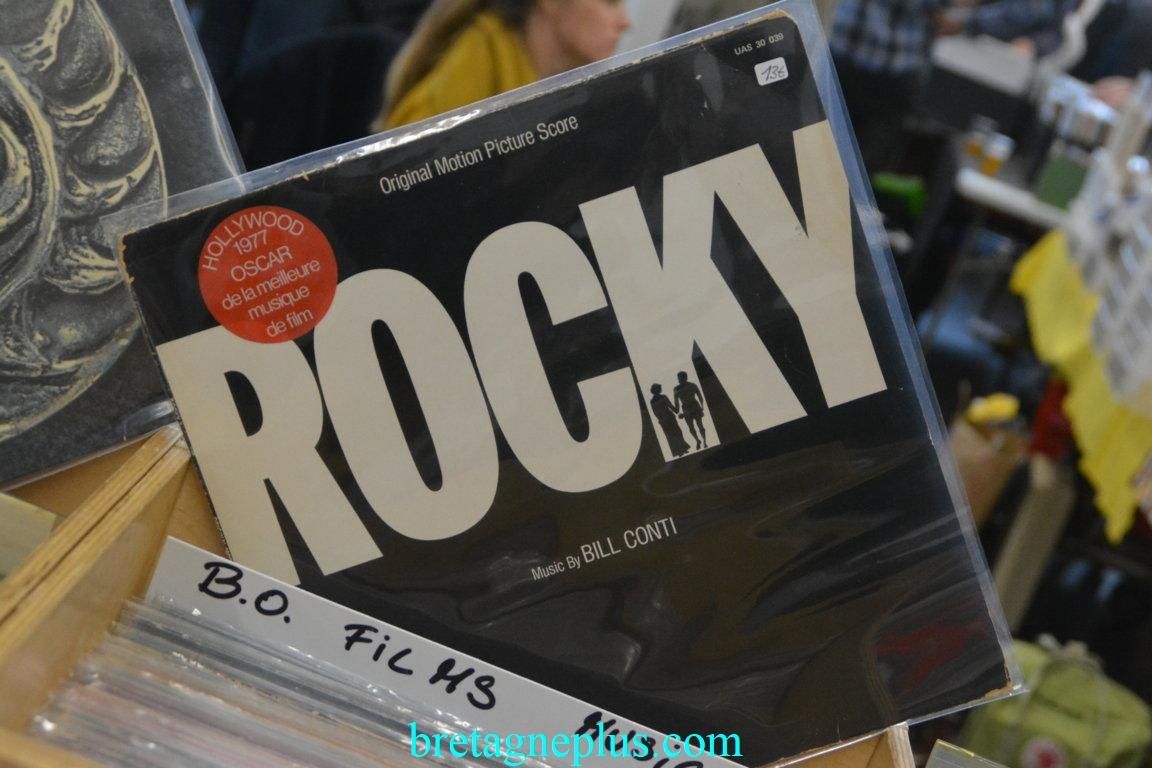 UAS 30 039
13€
Original Motion Picture Score
HOLLYWOOD
1977
OSCAR
de la meilleure
musique
de film
ROCKY
Music By BILL CONTI
B.O. FiLMS
bretagneplus.com